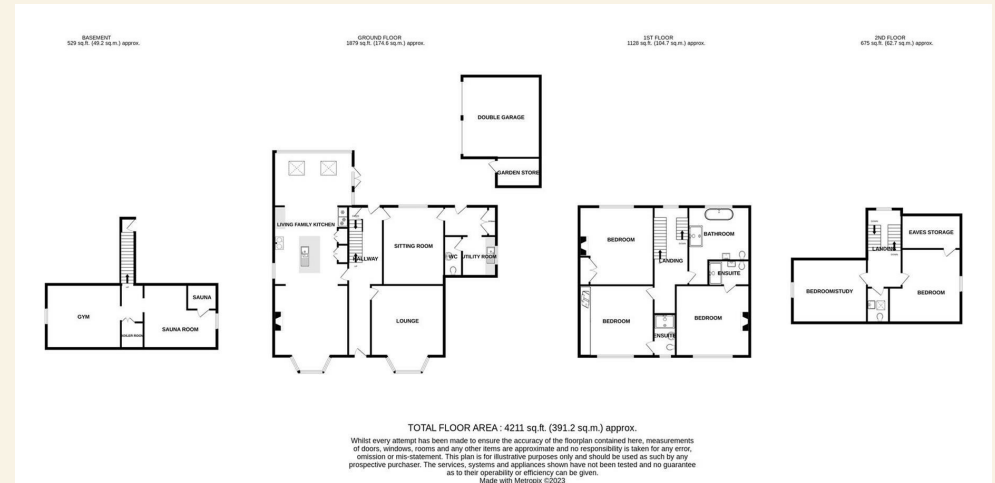 BASEMENT
529 sq.ft. (49.2 sq.m.) approx.
GROUND FLOOR
1879 sq.ft. (174.6 sq.m.) approx.
1ST FLOOR
1128 sq.ft. (104.7 sq.m.) approx.
2ND FLOOR
675 sq.ft. (62.7 sq.m.) approx.
DOUBLE GARAGE
GARDEN STORE
LIVING FAMILY KITCHEN
SITTING ROOM
HALLWAY
WC
UTILITY ROOM
LOUNGE
GYM
SAUNA
SAUNA ROOM
BOILER ROOM
BEDROOM
BATHROOM
LANDING
ENSUITE
BEDROOM
BEDROOM
ENSUITE
EAVES STORAGE
LANDING
BEDROOM/STUDY
BEDROOM
TOTAL FLOOR AREA : 4211 sq.ft. (391.2 sq.m.) approx.
Whilst every attempt has been made to ensure the accuracy of the floorplan contained here, measurements
of doors, windows, rooms and any other items are approximate and no responsibility is taken for any error,
omission or mis-statement. This plan is for illustrative purposes only and should be used as such by any
prospective purchaser. The services, systems and appliances shown have not been tested and no guarantee
as to their operability or efficiency can be given.
Made with Metropix ©2023